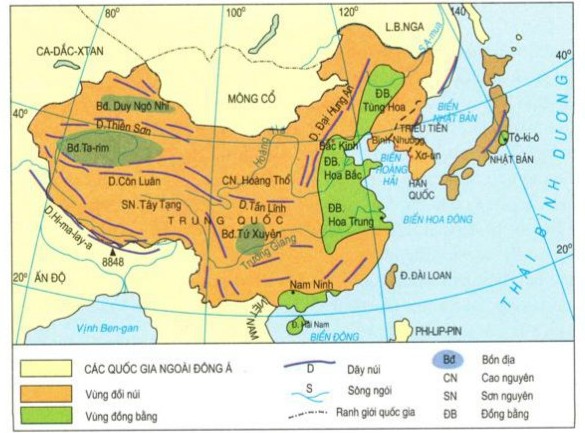 80°
100°
120°
140
L.B.NGA
S.A-mua
CA-DẮC-XTAN
MÔNG CỔ
40°
40°
Bđ. Duy Ngô Nhĩ
D.Thiên Sơn
Bđ.Ta-rim
D.Đại Hưng An
ĐB.
Tùng Hoa
BIỂN
NHẬT BẢN
TRIỀU TIÊN
Bình Nhưỡng
Bắc Kinh
Xơ-un
Tô-ki-ô
NHẬT BẢN
HÀN
QUỐC
BIỂN
HOÀNG
HẢI
ĐB.
Hoa Bắc
Hoàng Hà
CN. Hoàng Thổ
D.Côn Luân
SN.Tây Tạng
D.Tần Lĩnh
TRUNG QUỐC
ĐB.
Hoa Trung
BIỂN HOA ĐÔNG
THÁI BÌNH DƯƠNG
D.Hi-ma-lay-a
8848
Bđ.Tứ Xuyên
Trường Giang
20°
20°
ẤN ĐỘ
Nam Ninh
Đ.ĐÀI LOAN
VIỆT NAM
Đ. Hải Nam
Vịnh Ben-gan
BIỂN ĐÔNG
PHI-LIP-PIN
CÁC QUỐC GIA NGOÀI ĐÔNG Á
Vùng đồi núi
Vùng đồng bằng
D Dãy núi
S Sông ngòi
Ranh giới quốc gia
Bđ Bồn địa
CN Cao nguyên
SN Sơn nguyên
ĐB Đồng bằng